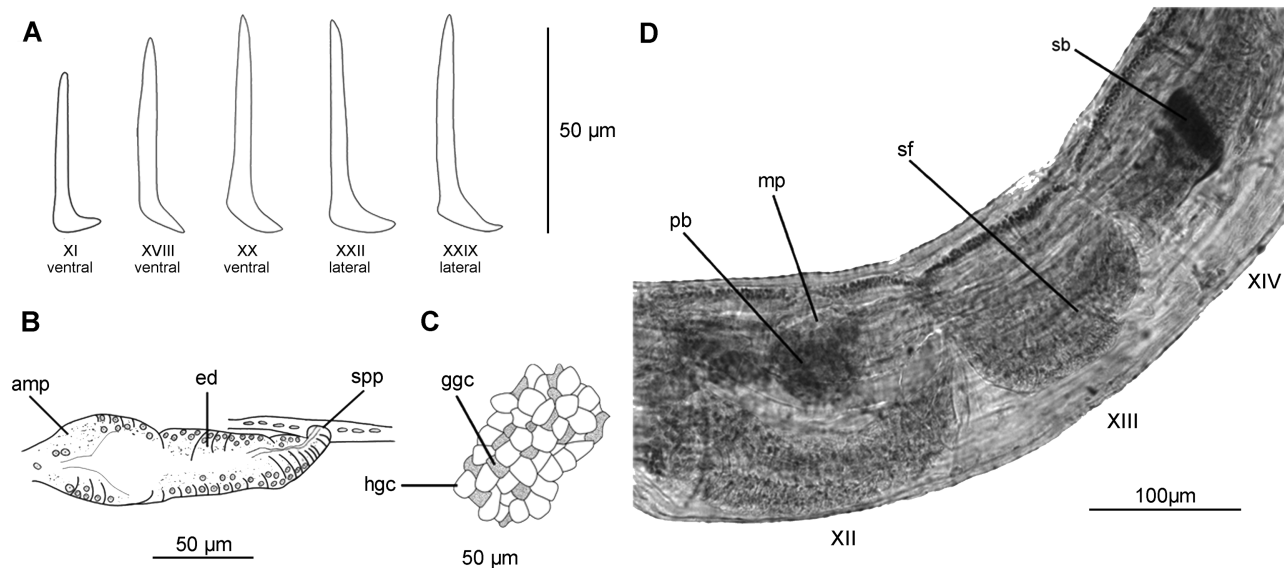 A
XI
ventral
XVIII
ventral
XX
ventral
XXII
lateral
XXIX
lateral
50 µm
B
amp
ed
spp
50 µm
C
ggc
hgc
50 µm
D
sb
sf
mp
pb
XIV
XIII
XII
100µm